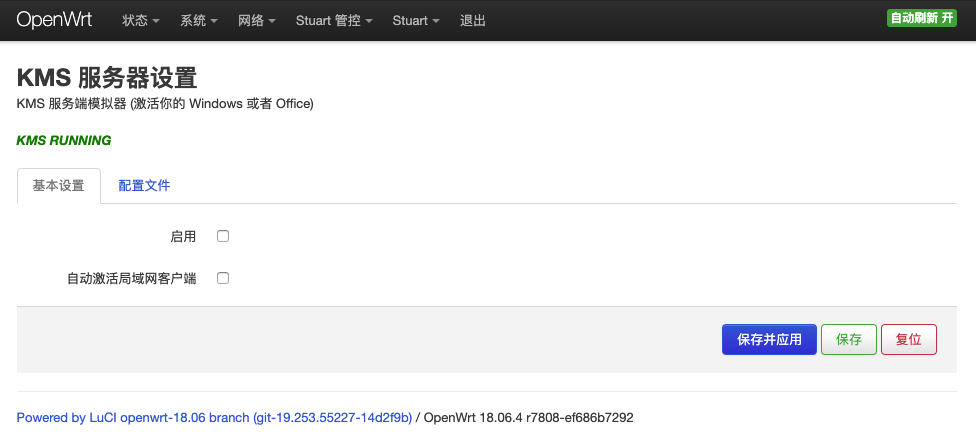 OpenWrt 状态 系统 网络 Stuart 管控 Stuart 退出 自动刷新 开
KMS 服务器设置
KMS 服务端模拟器 (激活你的 Windows 或者 Office)
KMS RUNNING
基本设置 配置文件
启用
自动激活局域网客户端
保存并应用 保存 复位
Powered by LuCI openwrt-18.06 branch (git-19.253.55227-14d2f9b) / OpenWrt 18.06.4 r7808-ef686b7292